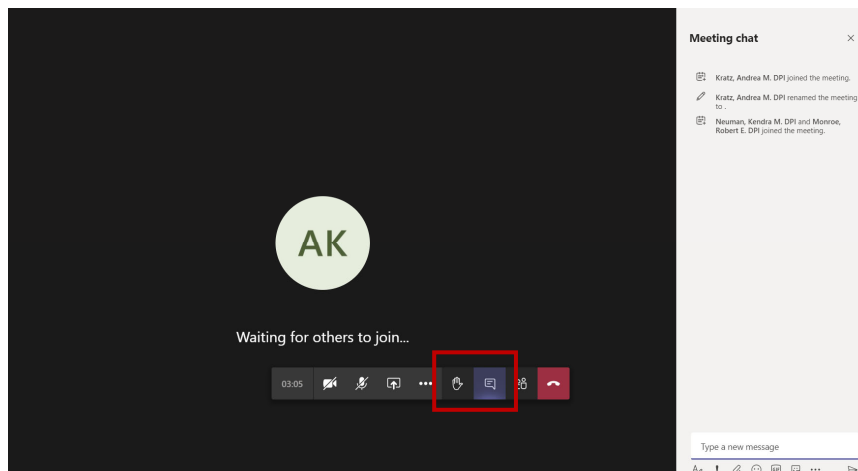 Meeting chat
Kratz, Andrea M. DPI joined the meeting.
Kratz, Andrea M. DPI renamed the meeting
to .
Neuman, Kendra M. DPI and Monroe,
Robert E. DPI joined the meeting.
AK
Waiting for others to join...
03:05
Type a new message
GIF